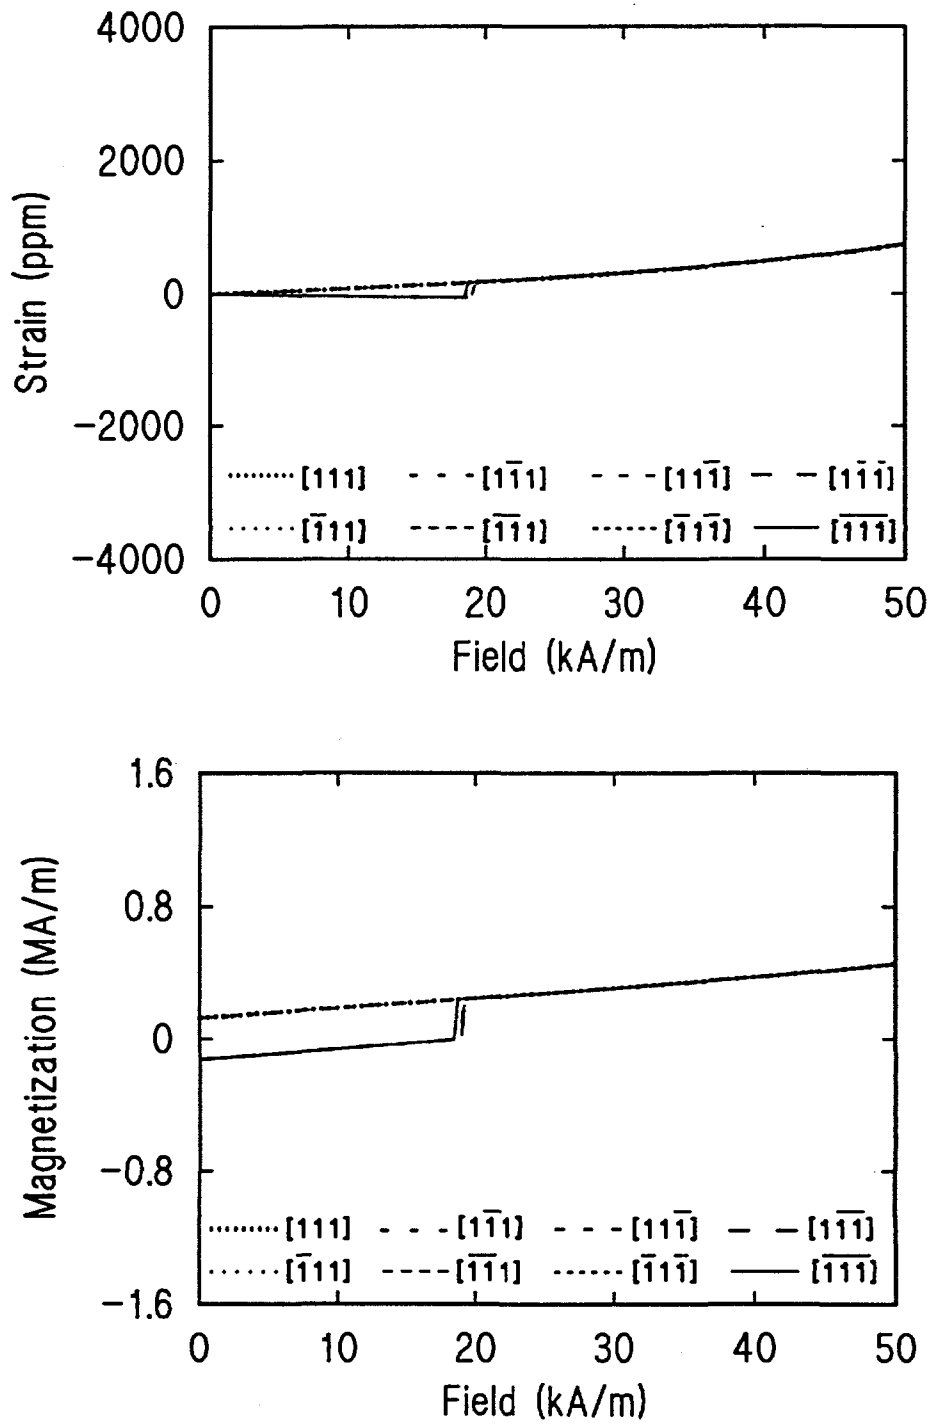 4000
2000
0
−2000
−4000
Strain (ppm)
[111] [11̅1] [111̅] [11̅1̅]
[1̅11] [1̅1̅1] [1̅11̅] [1̅1̅1̅]
0 10 20 30 40 50
Field (kA/m)
1.6
0.8
0
−0.8
−1.6
Magnetization (MA/m)
[111] [11̅1] [111̅] [11̅1̅]
[1̅11] [1̅1̅1] [1̅11̅] [1̅1̅1̅]
0 10 20 30 40 50
Field (kA/m)